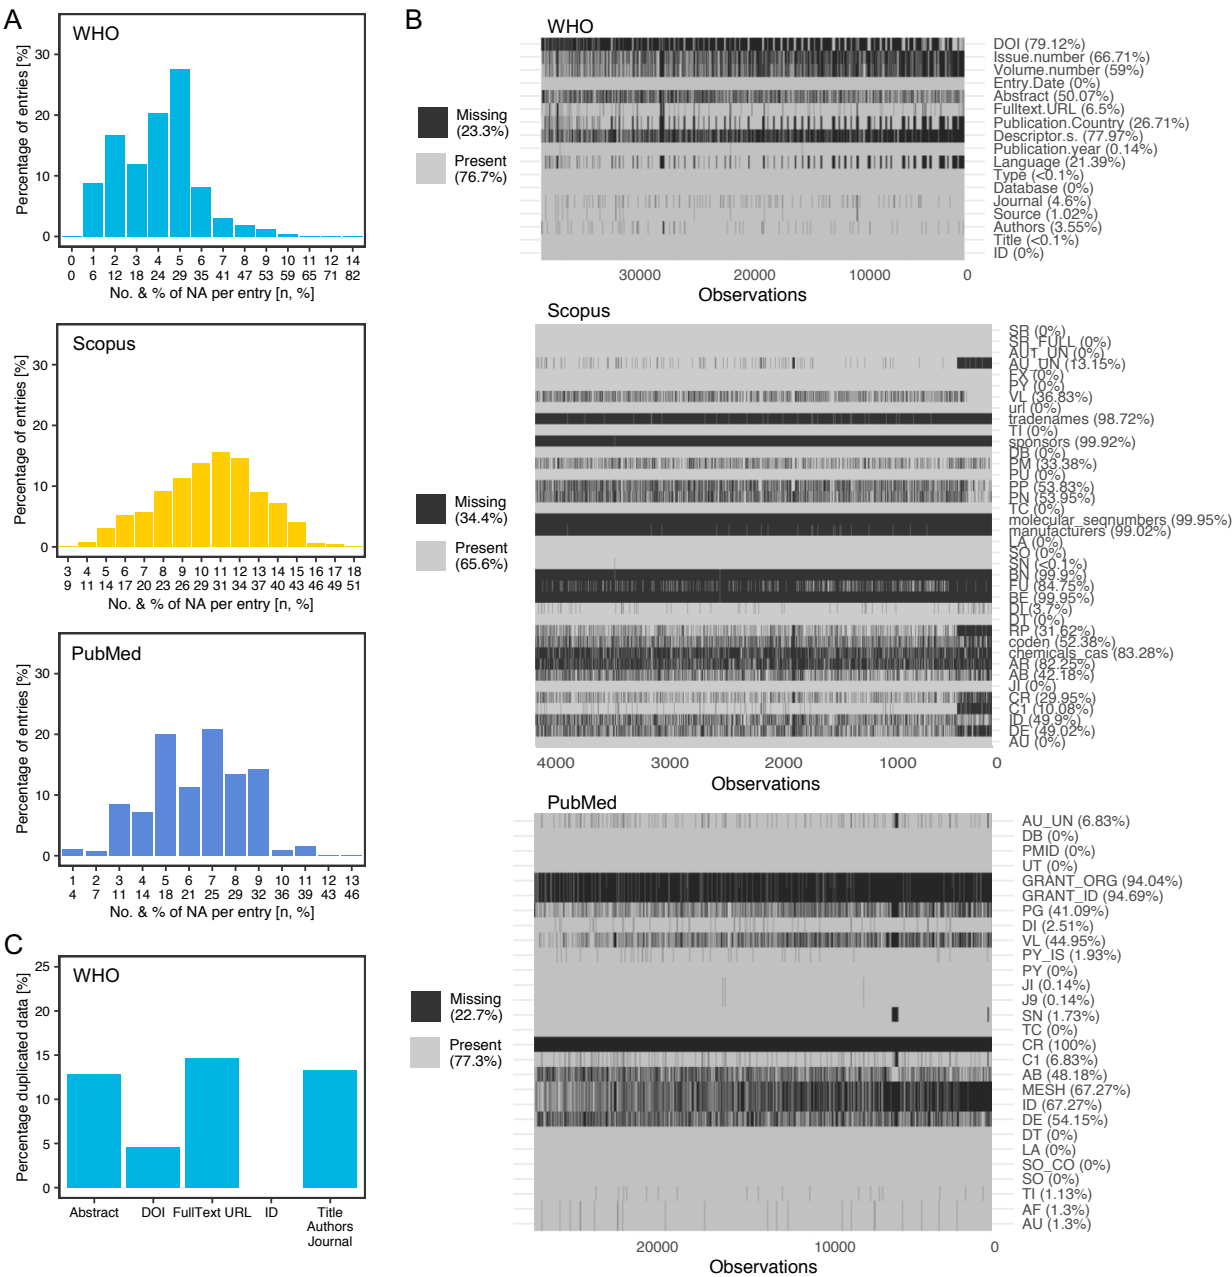 A
WHO
Percentage of entries [%]
30
20
10
0
0 1 2 3 4 5 6 7 8 9 10 11 12 14
0 6 12 18 24 29 35 41 47 53 59 65 71 82
No. & % of NA per entry [n, %]
Scopus
Percentage of entries [%]
30
20
10
0
3 4 5 6 7 8 9 10 11 12 13 14 15 16 17 18
9 11 14 17 20 23 26 29 31 34 37 40 43 46 49 51
No. & % of NA per entry [n, %]
PubMed
Percentage of entries [%]
30
20
10
0
1 2 3 4 5 6 7 8 9 10 11 12 13
4 7 11 14 18 21 25 29 32 36 39 43 46
No. & % of NA per entry [n, %]
C
WHO
Percentage duplicated data [%]
25
20
15
10
5
0
Abstract DOI FullText URL ID Title
Authors
Journal
B
WHO
Missing
(23.3%)
Present
(76.7%)
DOI (79.12%)
Issue.number (66.71%)
Volume.number (59%)
Entry.Date (0%)
Abstract (50.07%)
Fulltext.URL (6.5%)
Publication.Country (26.71%)
Descriptor.s. (77.97%)
Publication.year (0.14%)
Language (21.39%)
Type (<0.1%)
Database (0%)
Journal (4.6%)
Source (1.02%)
Authors (3.55%)
Title (<0.1%)
ID (0%)
30000 20000 10000 0
Observations
Scopus
Missing
(34.4%)
Present
(65.6%)
SR (0%)
SR_FULL (0%)
AUT_UN (0%)
AU_UN (13.15%)
FX (0%)
PY (0%)
VL (36.83%)
url (0%)
tradenames (98.72%)
TI (0%)
sponsors (99.92%)
DB (0%)
PM (33.38%)
PU (0%)
PP (53.83%)
PN (53.95%)
TC (0%)
molecular_seqnumbers (99.95%)
manufacturers (99.02%)
LA (0%)
SO (0%)
SN (<0.1%)
BN (99.9%)
FU (84.75%)
BE (99.95%)
DI (3.7%)
DT (0%)
RP (31.62%)
coden (52.38%)
chemicals_cas (83.28%)
AR (82.25%)
AB (42.18%)
JI (0%)
CR (29.95%)
C1 (10.08%)
ID (49.9%)
DE (49.02%)
AU (0%)
4000 3000 2000 1000 0
Observations
PubMed
Missing
(22.7%)
Present
(77.3%)
AU_UN (6.83%)
DB (0%)
PMID (0%)
UT (0%)
GRANT_ORG (94.04%)
GRANT_ID (94.69%)
PG (41.09%)
DI (2.51%)
VL (44.95%)
PY_IS (1.93%)
PY (0%)
JI (0.14%)
J9 (0.14%)
SN (1.73%)
TC (0%)
CR (100%)
C1 (6.83%)
AB (48.18%)
MESH (67.27%)
ID (67.27%)
DE (54.15%)
DT (0%)
LA (0%)
SO_CO (0%)
SO (0%)
TI (1.13%)
AF (1.3%)
AU (1.3%)
20000 10000 0
Observations